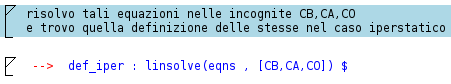 risolvo tali equazioni nelle incognite CB,CA,CO
e trovo quella definizione delle stesse nel caso iperstatico
--> def_iper : linsolve(eqns , [CB,CA,CO]) $